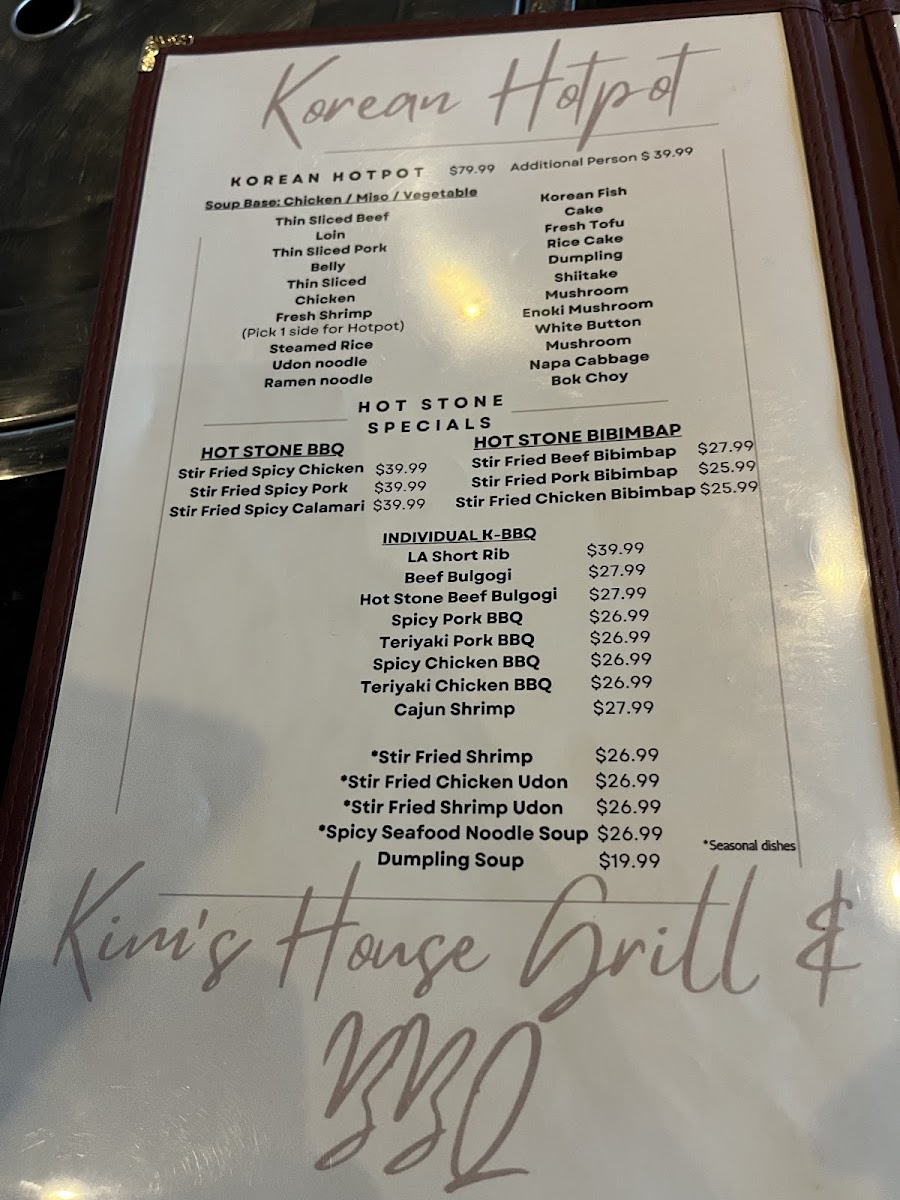 Korean Hotpot
KOREAN HOTPOT $79.99 Additional Person $ 39.99
Soup Base: Chicken / Miso / Vegetable
Thin Sliced Beef
Loin
Thin Sliced Pork
Belly
Thin Sliced
Chicken
Fresh Shrimp
(Pick 1 side for Hotpot)
Steamed Rice
Udon noodle
Ramen noodle
Korean Fish
Cake
Fresh Tofu
Rice Cake
Dumpling
Shiitake
Mushroom
Enoki Mushroom
White Button
Mushroom
Napa Cabbage
Bok Choy
HOT STONE
SPECIALS
HOT STONE BBQ
Stir Fried Spicy Chicken $39.99
Stir Fried Spicy Pork $39.99
Stir Fried Spicy Calamari $39.99
HOT STONE BIBIMBAP
Stir Fried Beef Bibimbap $27.99
Stir Fried Pork Bibimbap $25.99
Stir Fried Chicken Bibimbap $25.99
INDIVIDUAL K-BBQ
LA Short Rib $39.99
Beef Bulgogi $27.99
Hot Stone Beef Bulgogi $27.99
Spicy Pork BBQ $26.99
Teriyaki Pork BBQ $26.99
Spicy Chicken BBQ $26.99
Teriyaki Chicken BBQ $26.99
Cajun Shrimp $27.99
*Stir Fried Shrimp $26.99
*Stir Fried Chicken Udon $26.99
*Stir Fried Shrimp Udon $26.99
*Spicy Seafood Noodle Soup $26.99
Dumpling Soup $19.99
*Seasonal dishes
Kim's House Grill &
BBQ